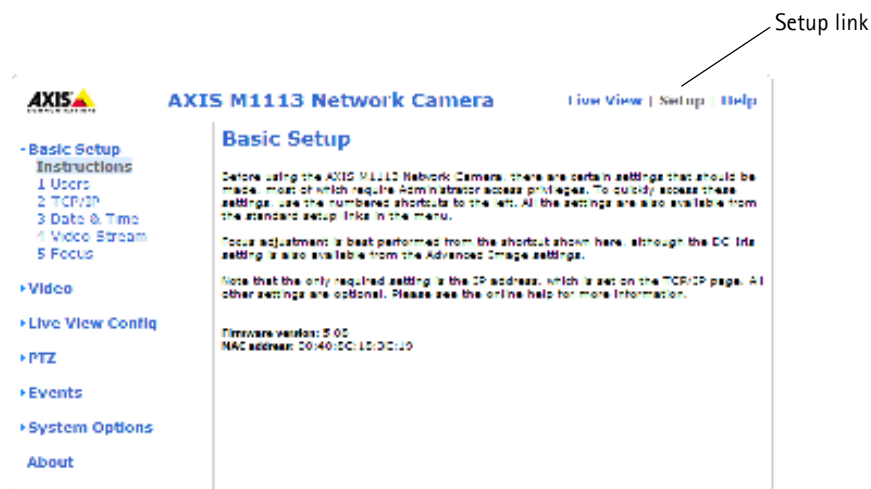 Setup link
AXIS
AXIS M1113 Network Camera
Live View | Setup | Help
- Basic Setup
Instructions
1 Users
2 TCP/IP
3 Date & Time
4 Video Stream
5 Focus
Video
Live View Config
PTZ
Events
System Options
About
Basic Setup
Before using the AXIS M1113 Network Camera, there are certain settings that should be
made, most of which require Administrator access privileges. To quickly access these
settings, use the numbered shortcuts to the left. All the settings are also available from
the standard setup links in the menu.
Focus adjustment is best performed from the shortcut shown here, although the DC-Iris
setting is also available from the Advanced Image settings.
Note that the only required setting is the IP address, which is set on the TCP/IP page. All
other settings are optional. Please see the online help for more information.
Firmware version: 5.05
MAC address: